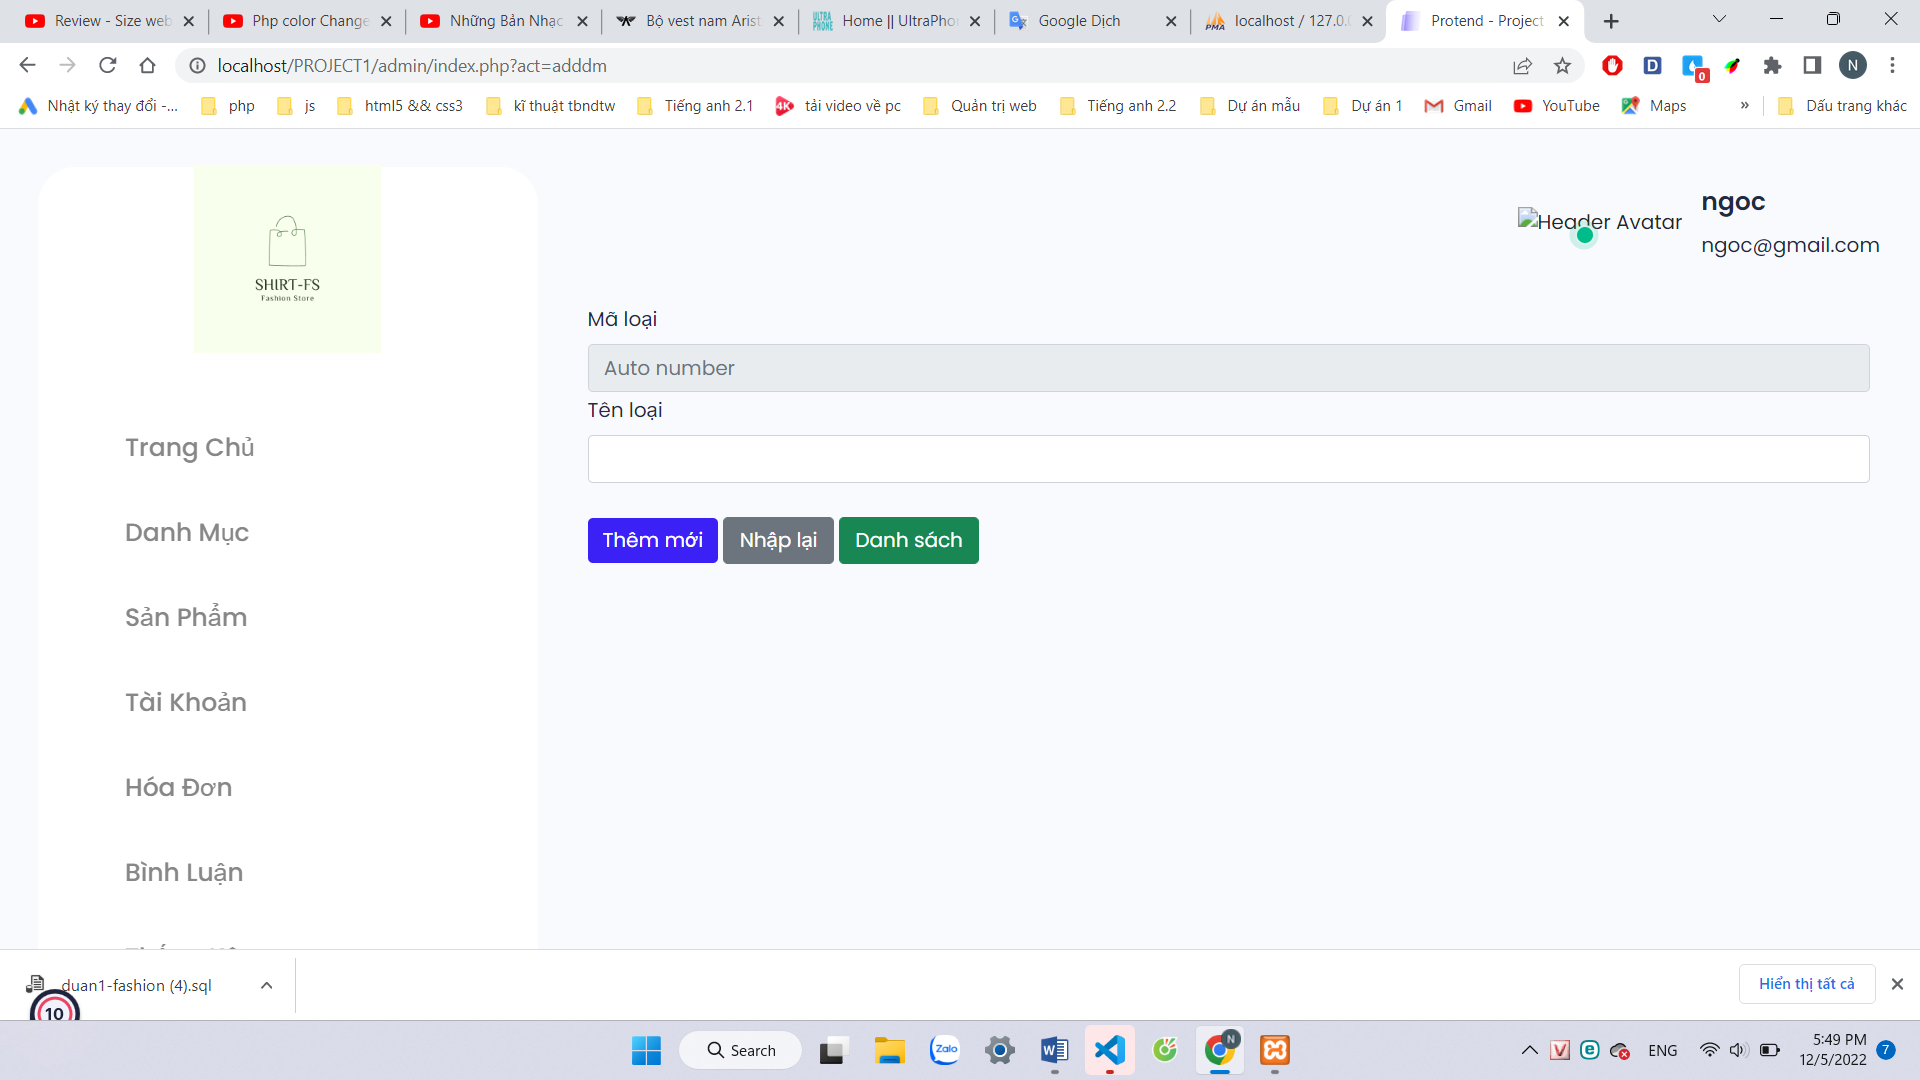 Review - Size web
Php color Change
Những Bản Nhạc
Bộ vest nam Arist
Home || UltraPhon
Google Dịch
localhost / 127.0.0
Protend - Project
localhost/PROJECT1/admin/index.php?act=adddm
N
0
Nhật ký thay đổi -...
php
js
html5 && css3
kĩ thuật tbndtw
Tiếng anh 2.1
tải video về pc
Quản trị web
Tiếng anh 2.2
Dự án mẫu
Dự án 1
Gmail
YouTube
Maps
»
Dấu trang khác
SHIRT-FS
Fashion Store
Header Avatar
ngoc
ngoc@gmail.com
Mã loại
Auto number
Tên loại
Thêm mới
Nhập lại
Danh sách
Trang Chủ
Danh Mục
Sản Phẩm
Tài Khoản
Hóa Đơn
Bình Luận
duan1-fashion (4).sql
10
Hiển thị tất cả
Search
Zalo
ENG
5:49 PM
12/5/2022
7